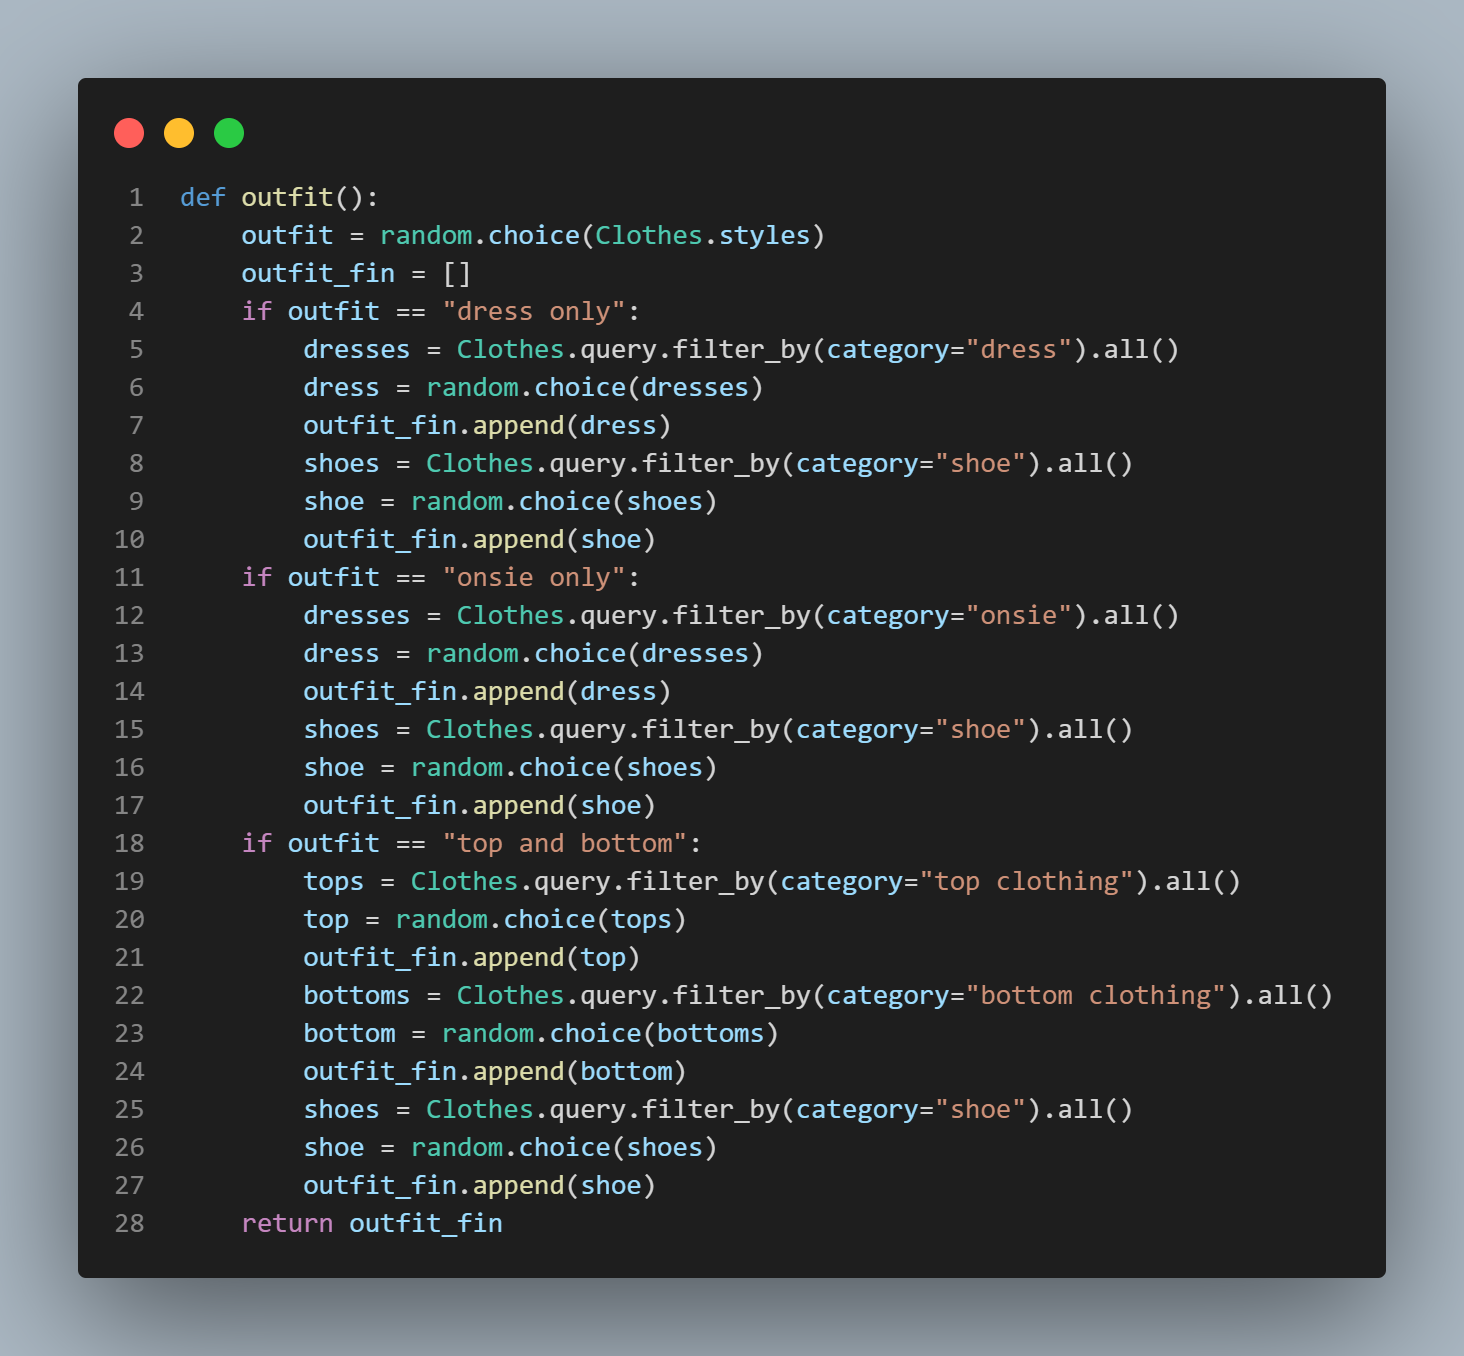 1 def outfit():
2     outfit = random.choice(Clothes.styles)
3     outfit_fin = []
4     if outfit == "dress only":
5         dresses = Clothes.query.filter_by(category="dress").all()
6         dress = random.choice(dresses)
7         outfit_fin.append(dress)
8         shoes = Clothes.query.filter_by(category="shoe").all()
9         shoe = random.choice(shoes)
10         outfit_fin.append(shoe)
11     if outfit == "onsie only":
12         dresses = Clothes.query.filter_by(category="onsie").all()
13         dress = random.choice(dresses)
14         outfit_fin.append(dress)
15         shoes = Clothes.query.filter_by(category="shoe").all()
16         shoe = random.choice(shoes)
17         outfit_fin.append(shoe)
18     if outfit == "top and bottom":
19         tops = Clothes.query.filter_by(category="top clothing").all()
20         top = random.choice(tops)
21         outfit_fin.append(top)
22         bottoms = Clothes.query.filter_by(category="bottom clothing").all()
23         bottom = random.choice(bottoms)
24         outfit_fin.append(bottom)
25         shoes = Clothes.query.filter_by(category="shoe").all()
26         shoe = random.choice(shoes)
27         outfit_fin.append(shoe)
28     return outfit_fin